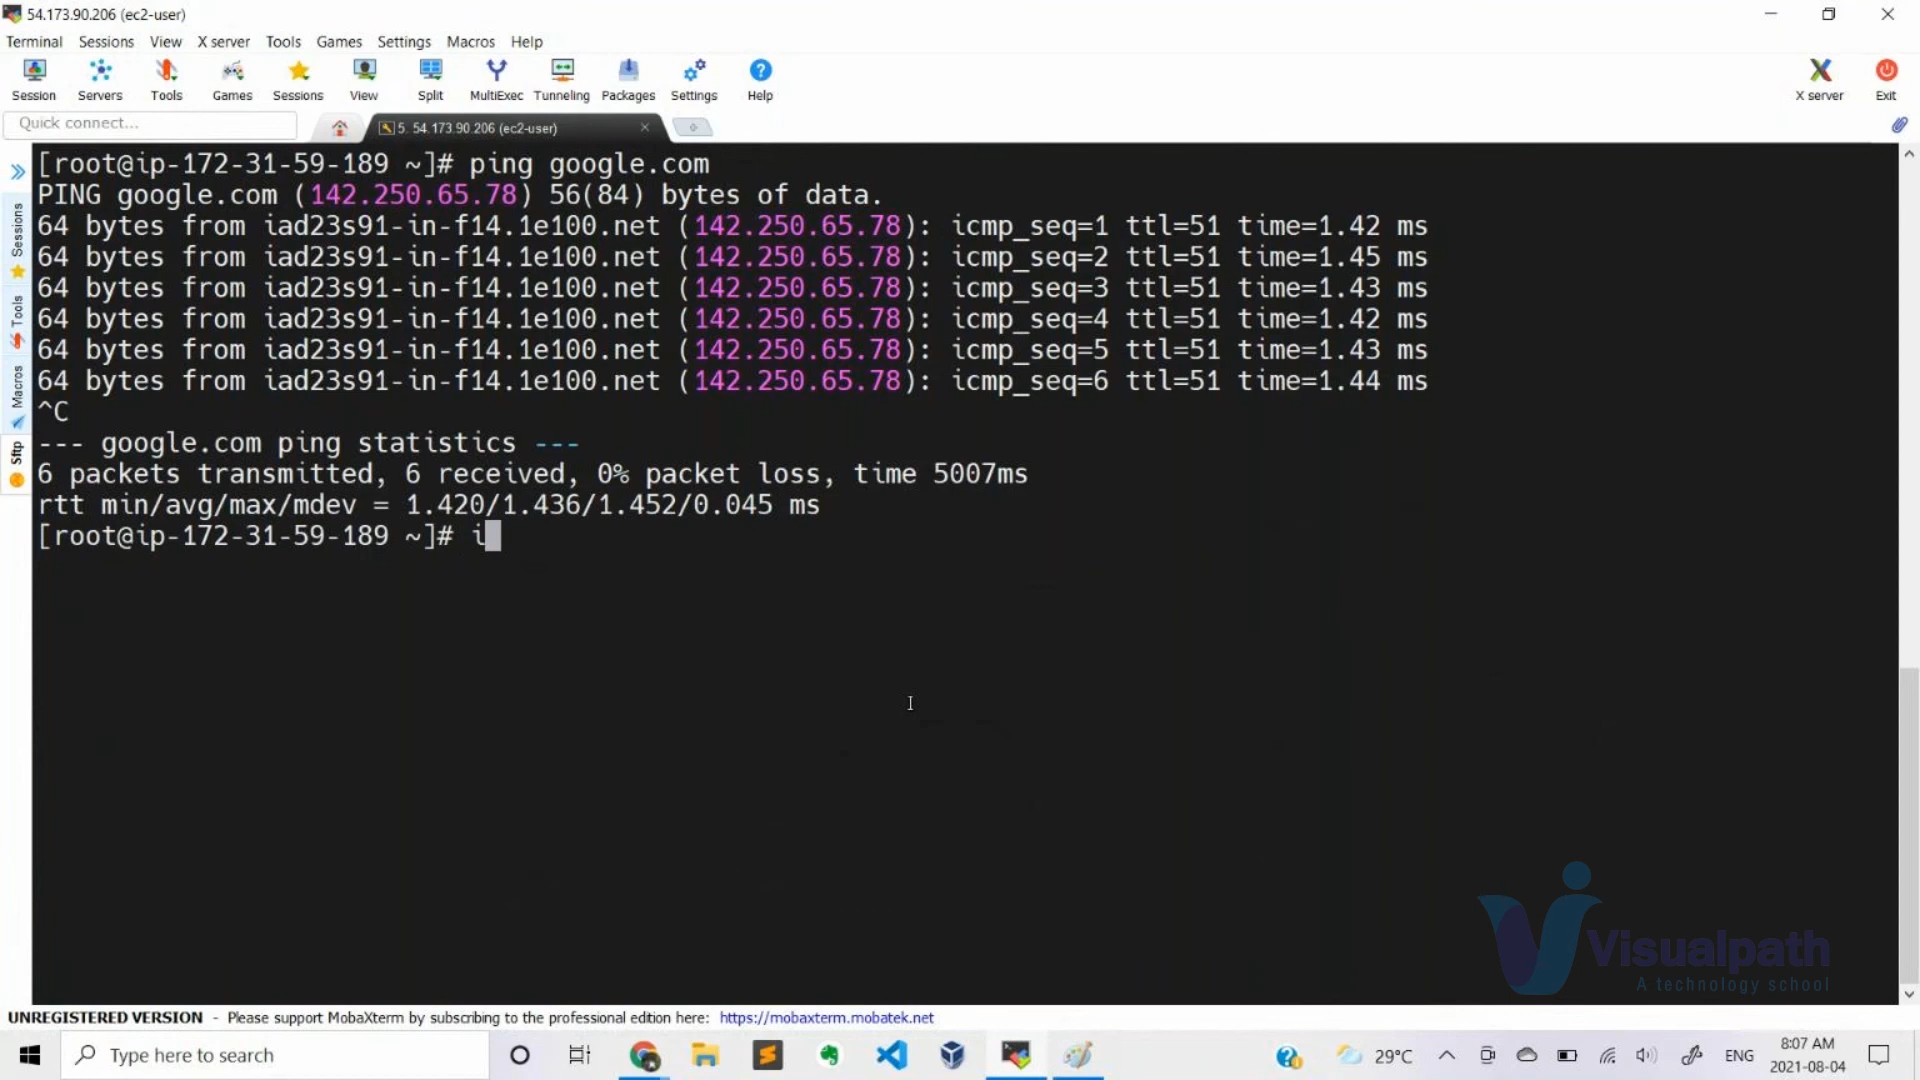 54.173.90.206 (ec2-user)
Terminal Sessions View X server Tools Games Settings Macros Help
Session Servers Tools Games Sessions View Split MultiExec Tunneling Packages Settings Help X server Exit
Quick connect... 5. 54.173.90.206 (ec2-user)
Sessions
Tools
Macros
Sftp
[root@ip-172-31-59-189 ~]# ping google.com
PING google.com (142.250.65.78) 56(84) bytes of data.
64 bytes from iad23s91-in-f14.1e100.net (142.250.65.78): icmp_seq=1 ttl=51 time=1.42 ms
64 bytes from iad23s91-in-f14.1e100.net (142.250.65.78): icmp_seq=2 ttl=51 time=1.45 ms
64 bytes from iad23s91-in-f14.1e100.net (142.250.65.78): icmp_seq=3 ttl=51 time=1.43 ms
64 bytes from iad23s91-in-f14.1e100.net (142.250.65.78): icmp_seq=4 ttl=51 time=1.42 ms
64 bytes from iad23s91-in-f14.1e100.net (142.250.65.78): icmp_seq=5 ttl=51 time=1.43 ms
64 bytes from iad23s91-in-f14.1e100.net (142.250.65.78): icmp_seq=6 ttl=51 time=1.44 ms
^C
--- google.com ping statistics ---
6 packets transmitted, 6 received, 0% packet loss, time 5007ms
rtt min/avg/max/mdev = 1.420/1.436/1.452/0.045 ms
[root@ip-172-31-59-189 ~]# i
Visualpath
A technology school
UNREGISTERED VERSION - Please support MobaXterm by subscribing to the professional edition here: https://mobaxterm.mobatek.net
Type here to search 29°C ENG 8:07 AM
2021-08-04